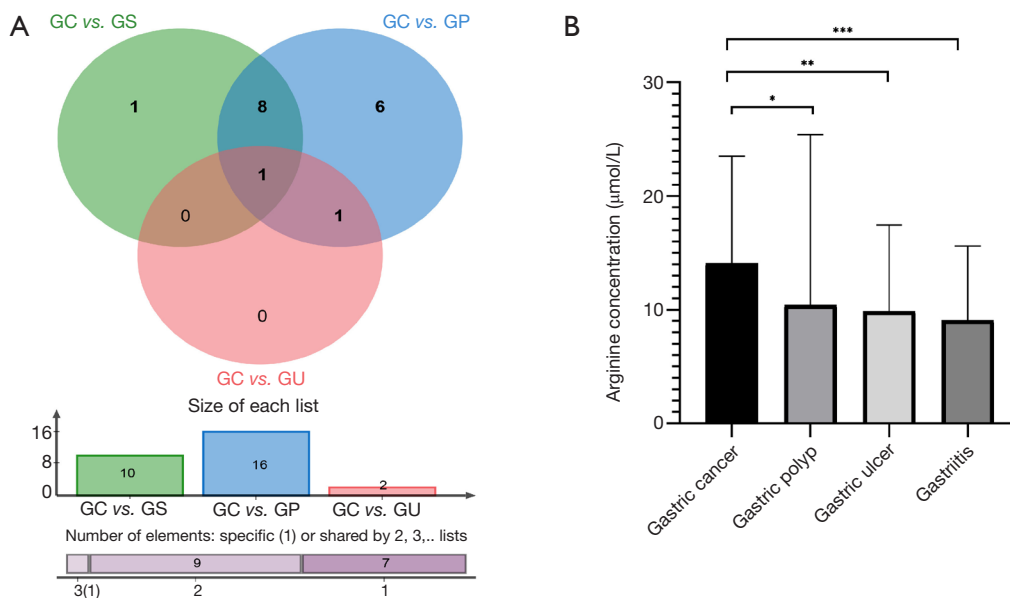 A
GC vs. GS
GC vs. GP
1
8
6
1
0
1
0
GC vs. GU
Size of each list
16
8
0
10
16
2
GC vs. GS
GC vs. GP
GC vs. GU
Number of elements: specific (1) or shared by 2, 3,.. lists
9
7
3(1)
2
1
B
***
**
*
30
20
10
0
Arginine concentration (μmol/L)
Gastric cancer
Gastric polyp
Gastric ulcer
Gastriitis